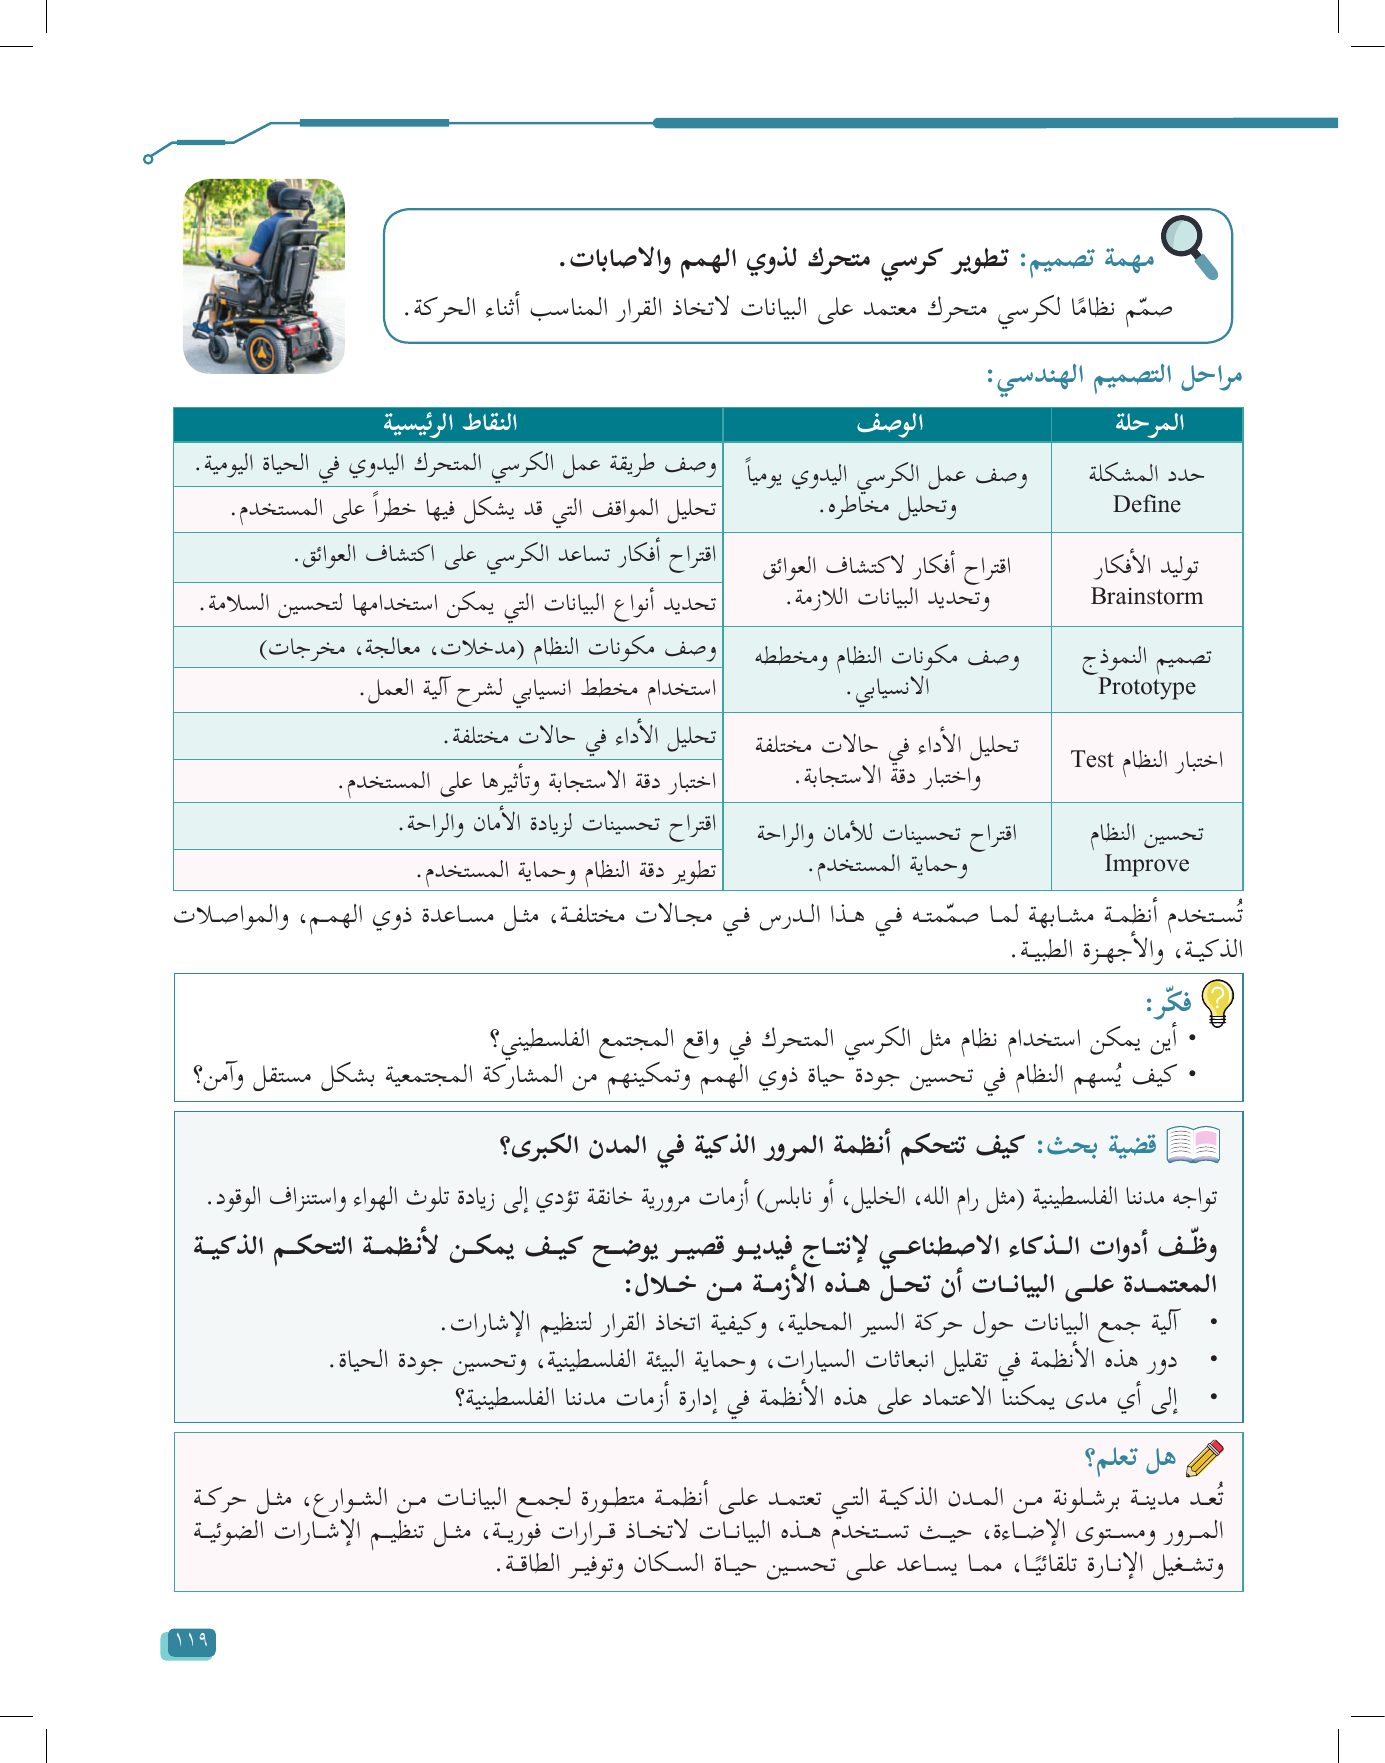 مهمة تصميم: تطوير كرسي متحرك لذوي الهمم والاصابات.
صمّم نظامًا لكرسي متحرك معتمد على البيانات لاتخاذ القرار المناسب أثناء الحركة.
مراحل التصميم الهندسي:
المرحلة الوصف النقاط الرئيسية
حدد المشكلة
Define
وصف عمل الكرسي اليدوي يومياً
وتحليل مخاطره.
وصف طريقة عمل الكرسي المتحرك اليدوي في الحياة اليومية.
تحليل المواقف التي قد يشكل فيها خطراً على المستخدم.
توليد الأفكار
Brainstorm
اقتراح أفكار لاكتشاف العوائق
وتحديد البيانات اللازمة.
اقتراح أفكار تساعد الكرسي على اكتشاف العوائق.
تحديد أنواع البيانات التي يمكن استخدامها لتحسين السلامة.
تصميم النموذج
Prototype
وصف مكونات النظام ومخططه
الانسيابي.
وصف مكونات النظام (مدخلات، معالجة، مخرجات)
استخدام مخطط انسيابي لشرح آلية العمل.
اختبار النظام Test
تحليل الأداء في حالات مختلفة
واختبار دقة الاستجابة.
تحليل الأداء في حالات مختلفة.
اختبار دقة الاستجابة وتأثيرها على المستخدم.
تحسين النظام
Improve
اقتراح تحسينات للأمان والراحة
وحماية المستخدم.
اقتراح تحسينات لزيادة الأمان والراحة.
تطوير دقة النظام وحماية المستخدم.
تُستخدم أنظمة مشابهة لما صمّمته في هذا الدرس في مجالات مختلفة، مثل مساعدة ذوي الهمم، والمواصلات
الذكية، والأجهزة الطبية.
فكّر:
• أين يمكن استخدام نظام مثل الكرسي المتحرك في واقع المجتمع الفلسطيني؟
• كيف يُسهم النظام في تحسين جودة حياة ذوي الهمم وتمكينهم من المشاركة المجتمعية بشكل مستقل وآمن؟
قضية بحث: كيف تتحكم أنظمة المرور الذكية في المدن الكبرى؟
تواجه مدننا الفلسطينية (مثل رام الله، الخليل، أو نابلس) أزمات مرورية خانقة تؤدي إلى زيادة تلوث الهواء واستنزاف الوقود.
وظّف أدوات الذكاء الاصطناعي لإنتاج فيديو قصير يوضح كيف يمكن لأنظمة التحكم الذكية
المعتمدة على البيانات أن تحل هذه الأزمة من خلال:
• آلية جمع البيانات حول حركة السير المحلية، وكيفية اتخاذ القرار لتنظيم الإشارات.
• دور هذه الأنظمة في تقليل انبعاثات السيارات، وحماية البيئة الفلسطينية، وتحسين جودة الحياة.
• إلى أي مدى يمكننا الاعتماد على هذه الأنظمة في إدارة أزمات مدننا الفلسطينية؟
هل تعلم؟
تُعد مدينة برشلونة من المدن الذكية التي تعتمد على أنظمة متطورة لجمع البيانات من الشوارع، مثل حركة
المرور ومستوى الإضاءة، حيث تستخدم هذه البيانات لاتخاذ قرارات فورية، مثل تنظيم الإشارات الضوئية
وتشغيل الإنارة تلقائيًا، مما يساعد على تحسين حياة السكان وتوفير الطاقة.
١١٩